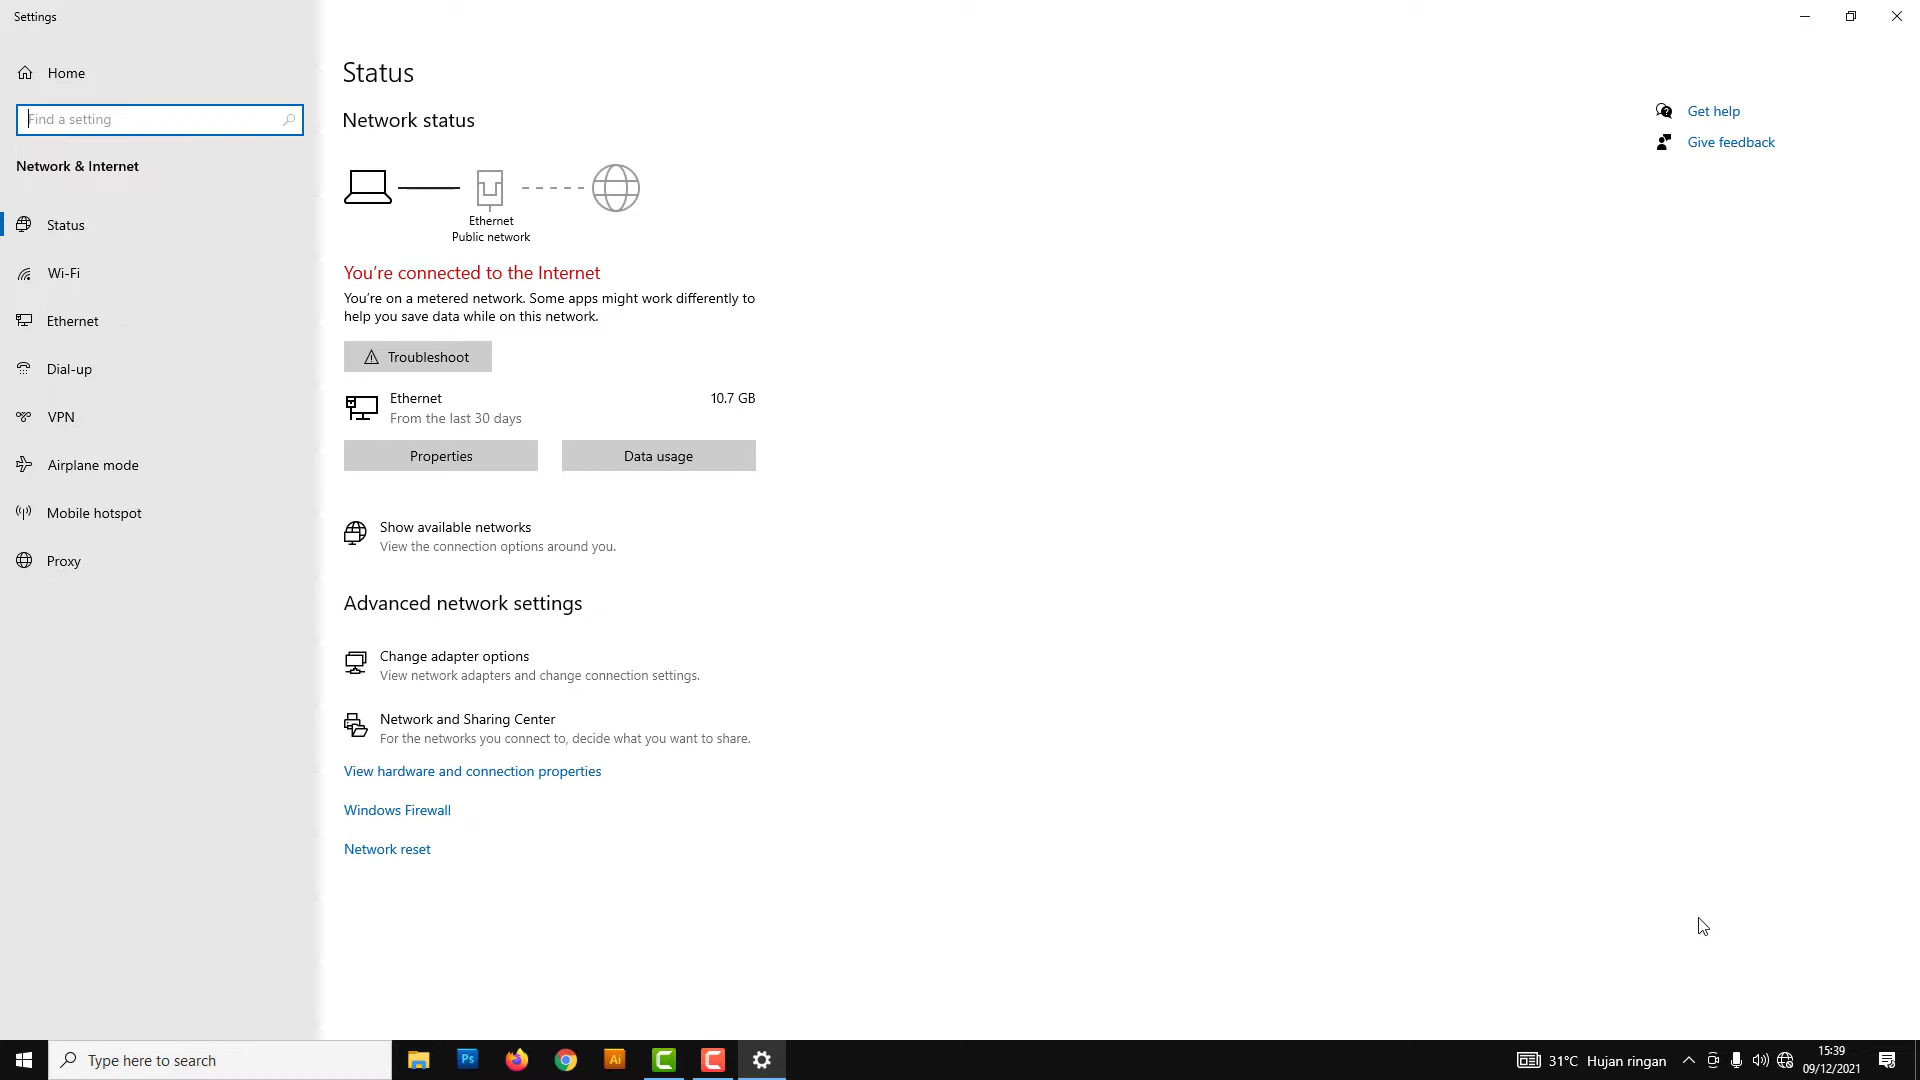 Settings
Home
Find a setting
Network & Internet
Status
Wi-Fi
Ethernet
Dial-up
VPN
Airplane mode
Mobile hotspot
Proxy
Status
Network status
Ethernet
Public network
You're connected to the Internet
You're on a metered network. Some apps might work differently to
help you save data while on this network.
Troubleshoot
Ethernet 10.7 GB
From the last 30 days
Properties Data usage
Show available networks
View the connection options around you.
Advanced network settings
Change adapter options
View network adapters and change connection settings.
Network and Sharing Center
For the networks you connect to, decide what you want to share.
View hardware and connection properties
Windows Firewall
Network reset
Get help
Give feedback
Type here to search
Ps
Ai
31°C Hujan ringan
15:39
09/12/2021